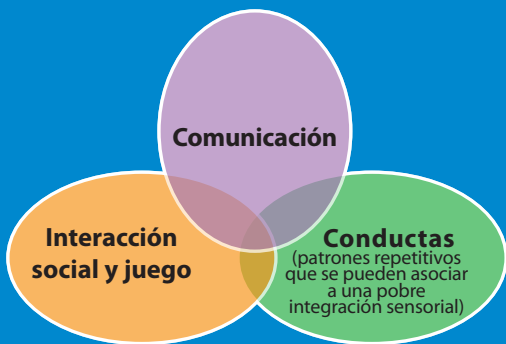 Comunicación
Interacción
social y juego
Conductas
(patrones repetitivos
que se pueden asociar
a una pobre
integración sensorial)